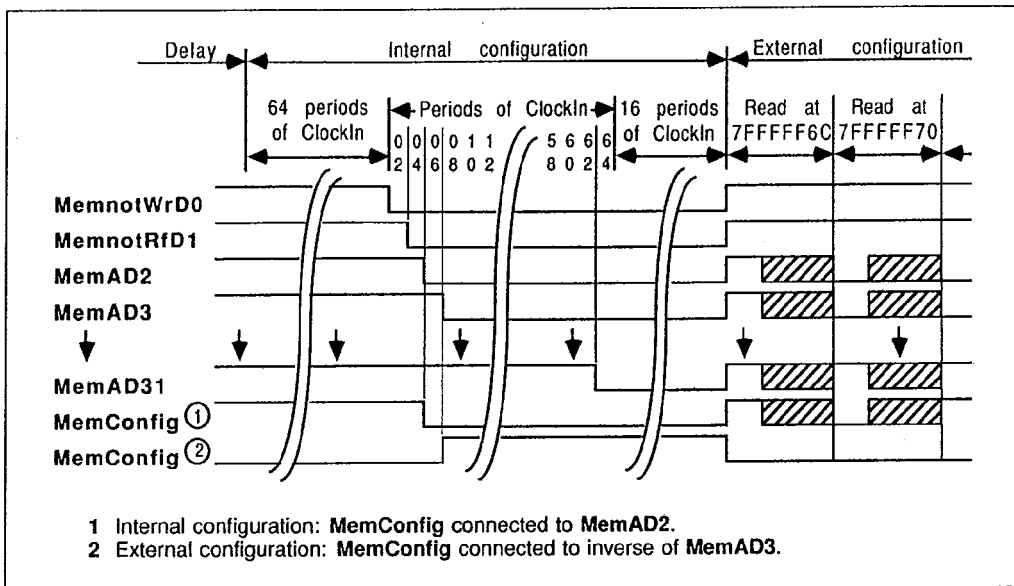 Delay Internal configuration External configuration
64 periods Periods of ClockIn 16 periods Read at Read at
of ClockIn of ClockIn 7FFFFF6C 7FFFFF70
0 0 0 0 1 1 5 6 6 6
2 4 6 8 0 2 8 0 2 4
MemnotWrD0
MemnotRfD1
MemAD2
MemAD3
MemAD31
MemConfig ①
MemConfig ②
1 Internal configuration: MemConfig connected to MemAD2.
2 External configuration: MemConfig connected to inverse of MemAD3.